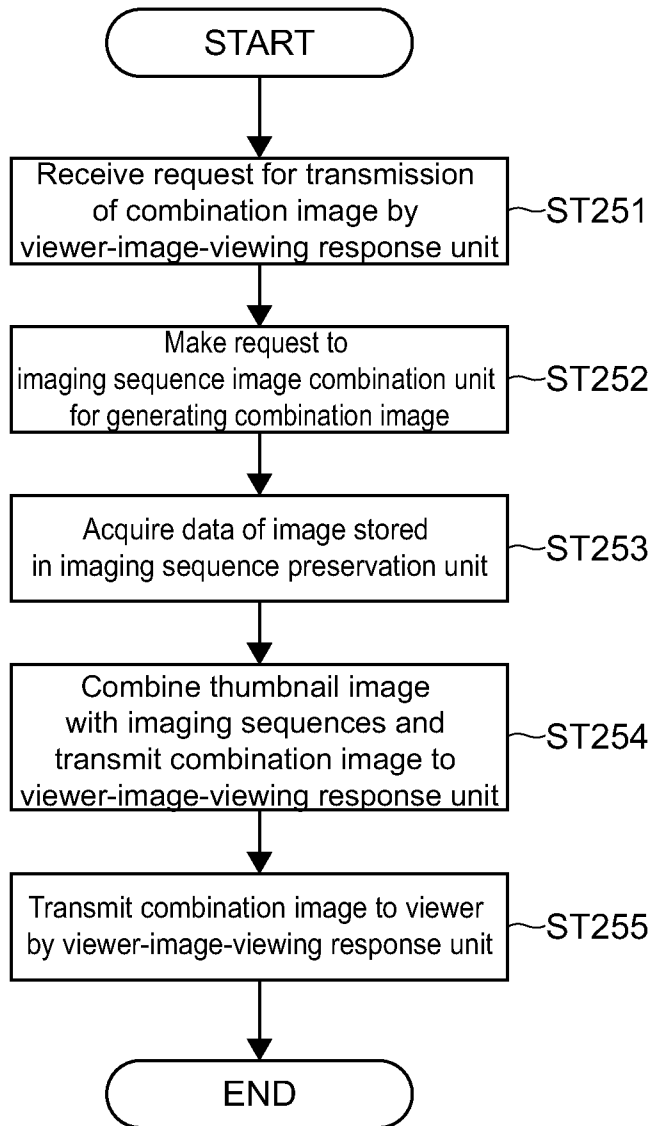 START
Receive request for transmission
of combination image by
viewer-image-viewing response unit
ST251
Make request to
imaging sequence image combination unit
for generating combination image
ST252
Acquire data of image stored
in imaging sequence preservation unit
ST253
Combine thumbnail image
with imaging sequences and
transmit combination image to
viewer-image-viewing response unit
ST254
Transmit combination image to viewer
by viewer-image-viewing response unit
ST255
END